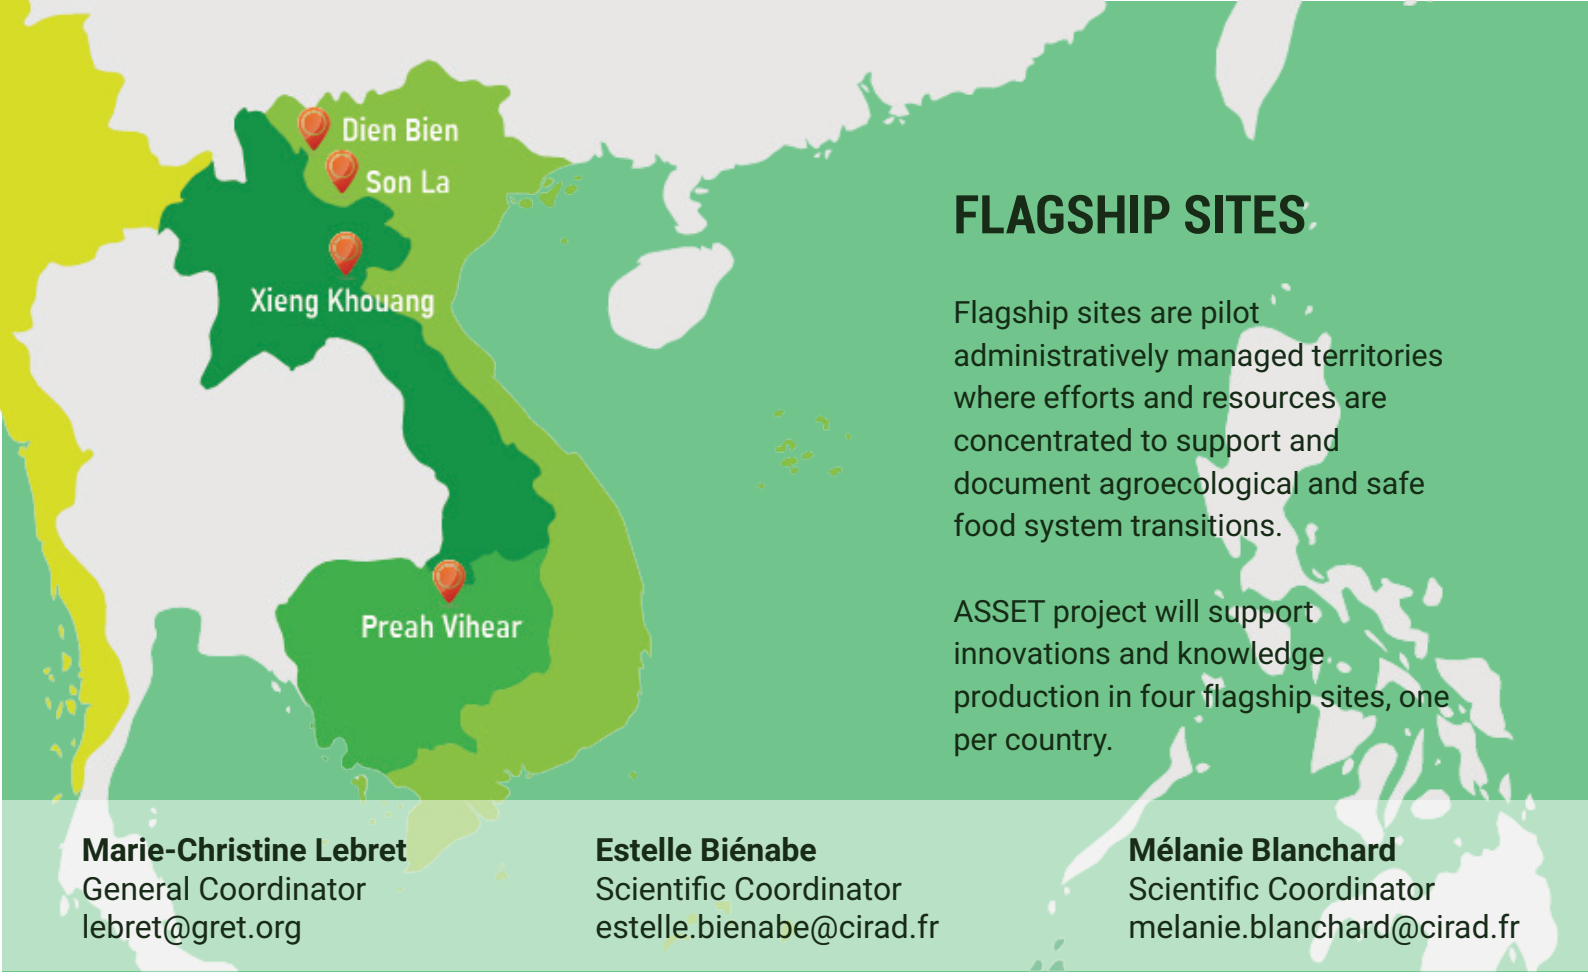 Dien Bien
Son La
Xieng Khouang
Preah Vihear
FLAGSHIP SITES
Flagship sites are pilot
administratively managed territories
where efforts and resources are
concentrated to support and
document agroecological and safe
food system transitions.
ASSET project will support
innovations and knowledge
production in four flagship sites, one
per country.
Marie-Christine Lebret
General Coordinator
lebret@gret.org
Estelle Biénabe
Scientific Coordinator
estelle.bienabe@cirad.fr
Mélanie Blanchard
Scientific Coordinator
melanie.blanchard@cirad.fr